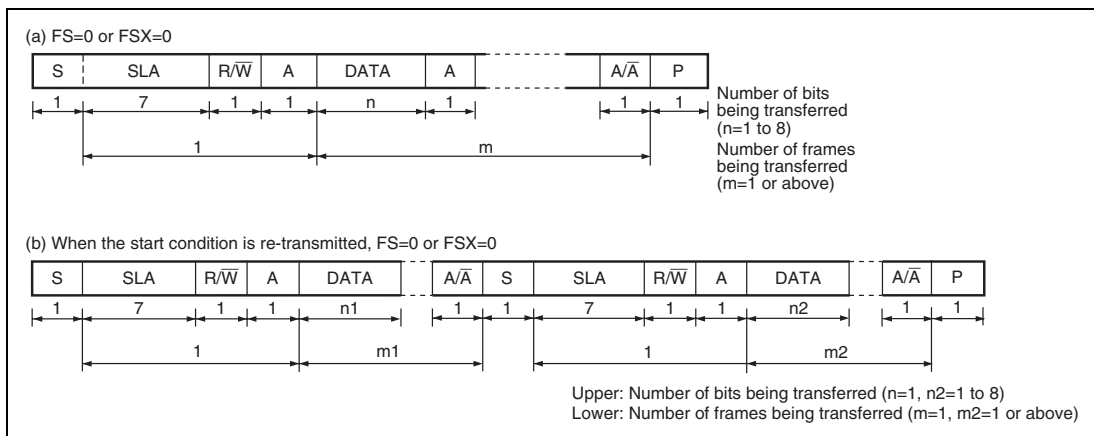 (a) FS=0 or FSX=0
S SLA R/W̅ A DATA A A/A̅ P
1 7 1 1 n 1 1 1
Number of bits
being transferred
(n=1 to 8)
1 m
Number of frames
being transferred
(m=1 or above)
(b) When the start condition is re-transmitted, FS=0 or FSX=0
S SLA R/W̅ A DATA A/A̅ S SLA R/W̅ A DATA A/A̅ P
1 7 1 1 n1 1 1 7 1 1 n2 1 1
1 m1 1 m2
Upper: Number of bits being transferred (n=1, n2=1 to 8)
Lower: Number of frames being transferred (m=1, m2=1 or above)